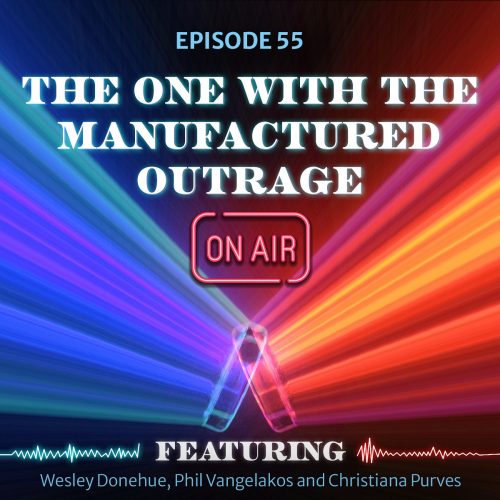 EPISODE 55
THE ONE WITH THE
MANUFACTURED
OUTRAGE
ON AIR
FEATURING
Wesley Donehue, Phil Vangelakos and Christiana Purves